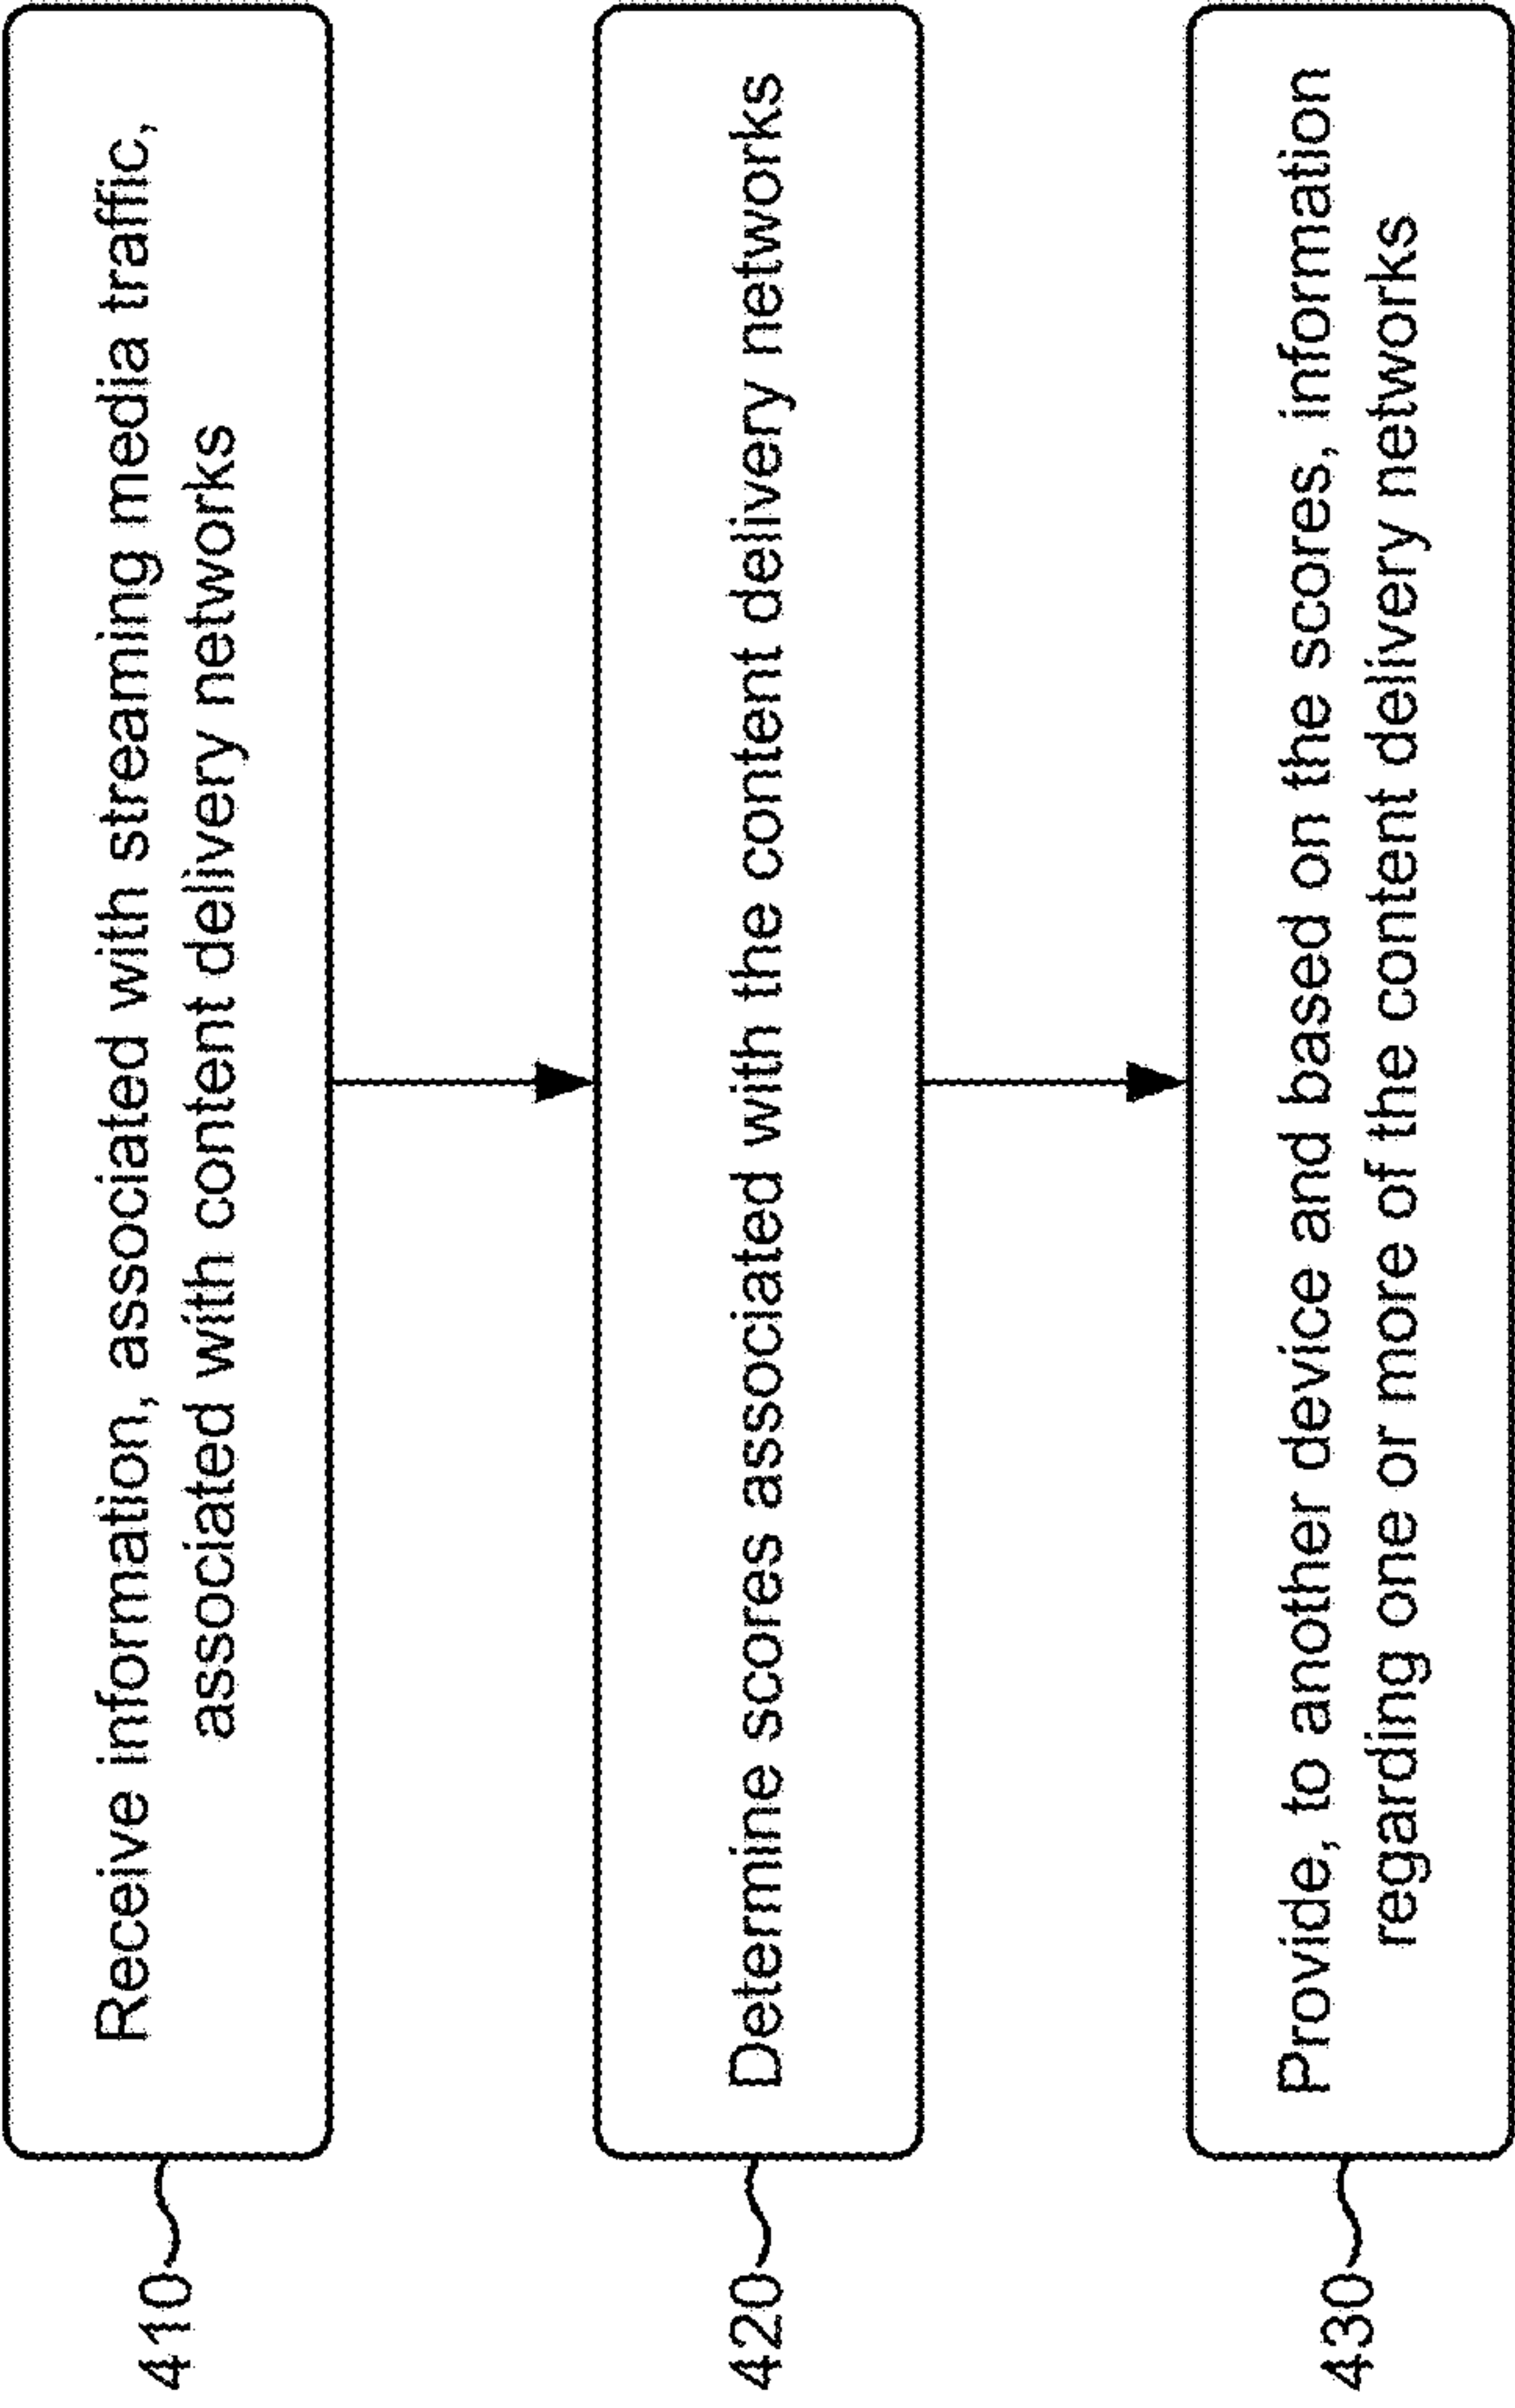 410
Receive information, associated with streaming media traffic,
associated with content delivery networks
420
Determine scores associated with the content delivery networks
430
Provide, to another device and based on the scores, information
regarding one or more of the content delivery networks